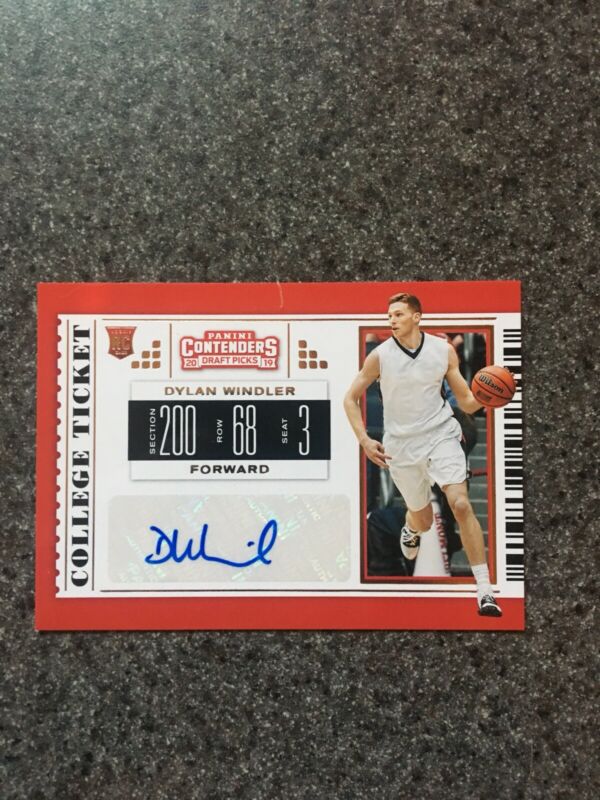 COLLEGE TICKET
RC
PANINI
CONTENDERS
20 DRAFT PICKS 19
DYLAN WINDLER
SECTION 200 ROW 68 SEAT 3
FORWARD
Wilson